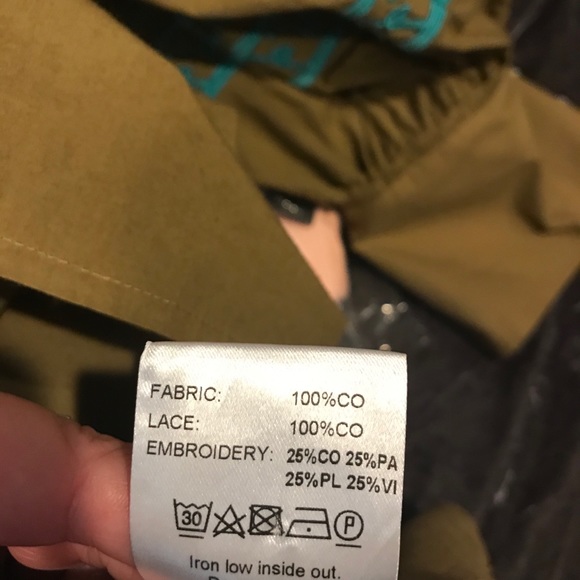 FABRIC: 100%CO
LACE: 100%CO
EMBROIDERY: 25%CO 25%PA
25%PL 25%VI
30 P
Iron low inside out.